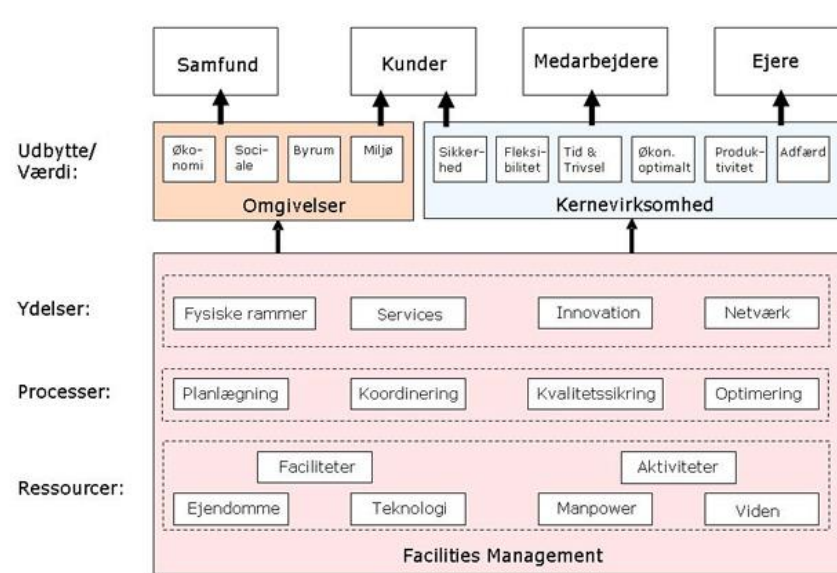 Samfund
Kunder
Medarbejdere
Ejere
Udbytte/
Værdi:
Øko-
nomi
Soci-
ale
Byrum
Miljø
Omgivelser
Sikker-
hed
Fleksi-
bilitet
Tid &
Trivsel
Økon.
optimalt
Produk-
tivitet
Adfærd
Kernevirksomhed
Ydelser:
Fysiske rammer
Services
Innovation
Netværk
Processer:
Planlægning
Koordinering
Kvalitetssikring
Optimering
Ressourcer:
Faciliteter
Aktiviteter
Ejendomme
Teknologi
Manpower
Viden
Facilities Management